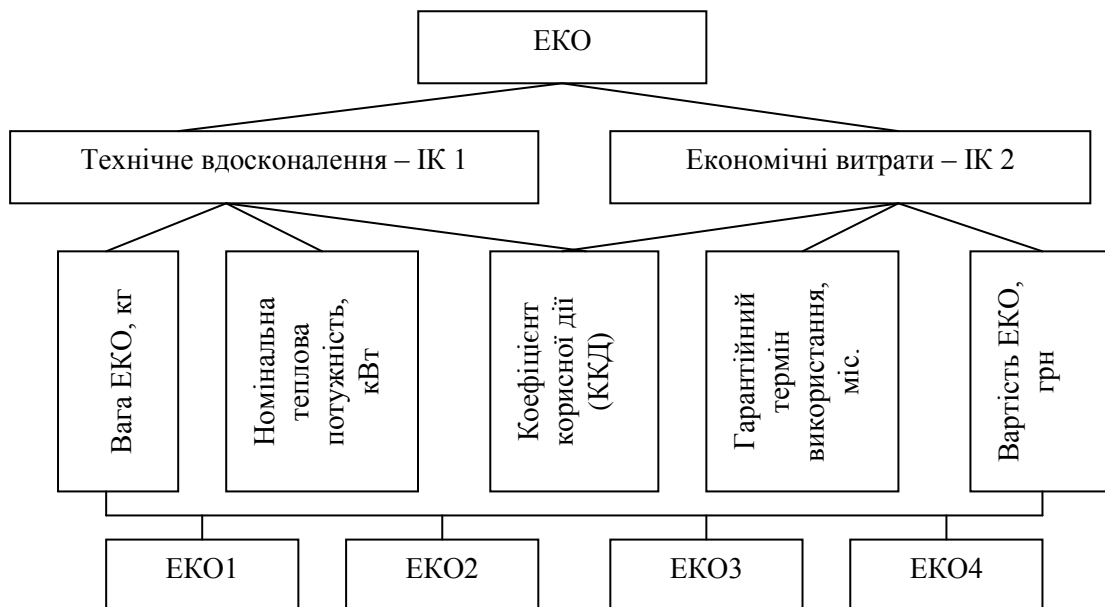 ЕКО
Технічне вдосконалення – ІК 1
Економічні витрати – ІК 2
Вага ЕКО, кг
Номінальна
теплова
потужність,
кВт
Коефіцієнт
корисної дії
(ККД)
Гарантійний
термін
використання,
міс.
Вартість ЕКО,
грн
ЕКО1
ЕКО2
ЕКО3
ЕКО4